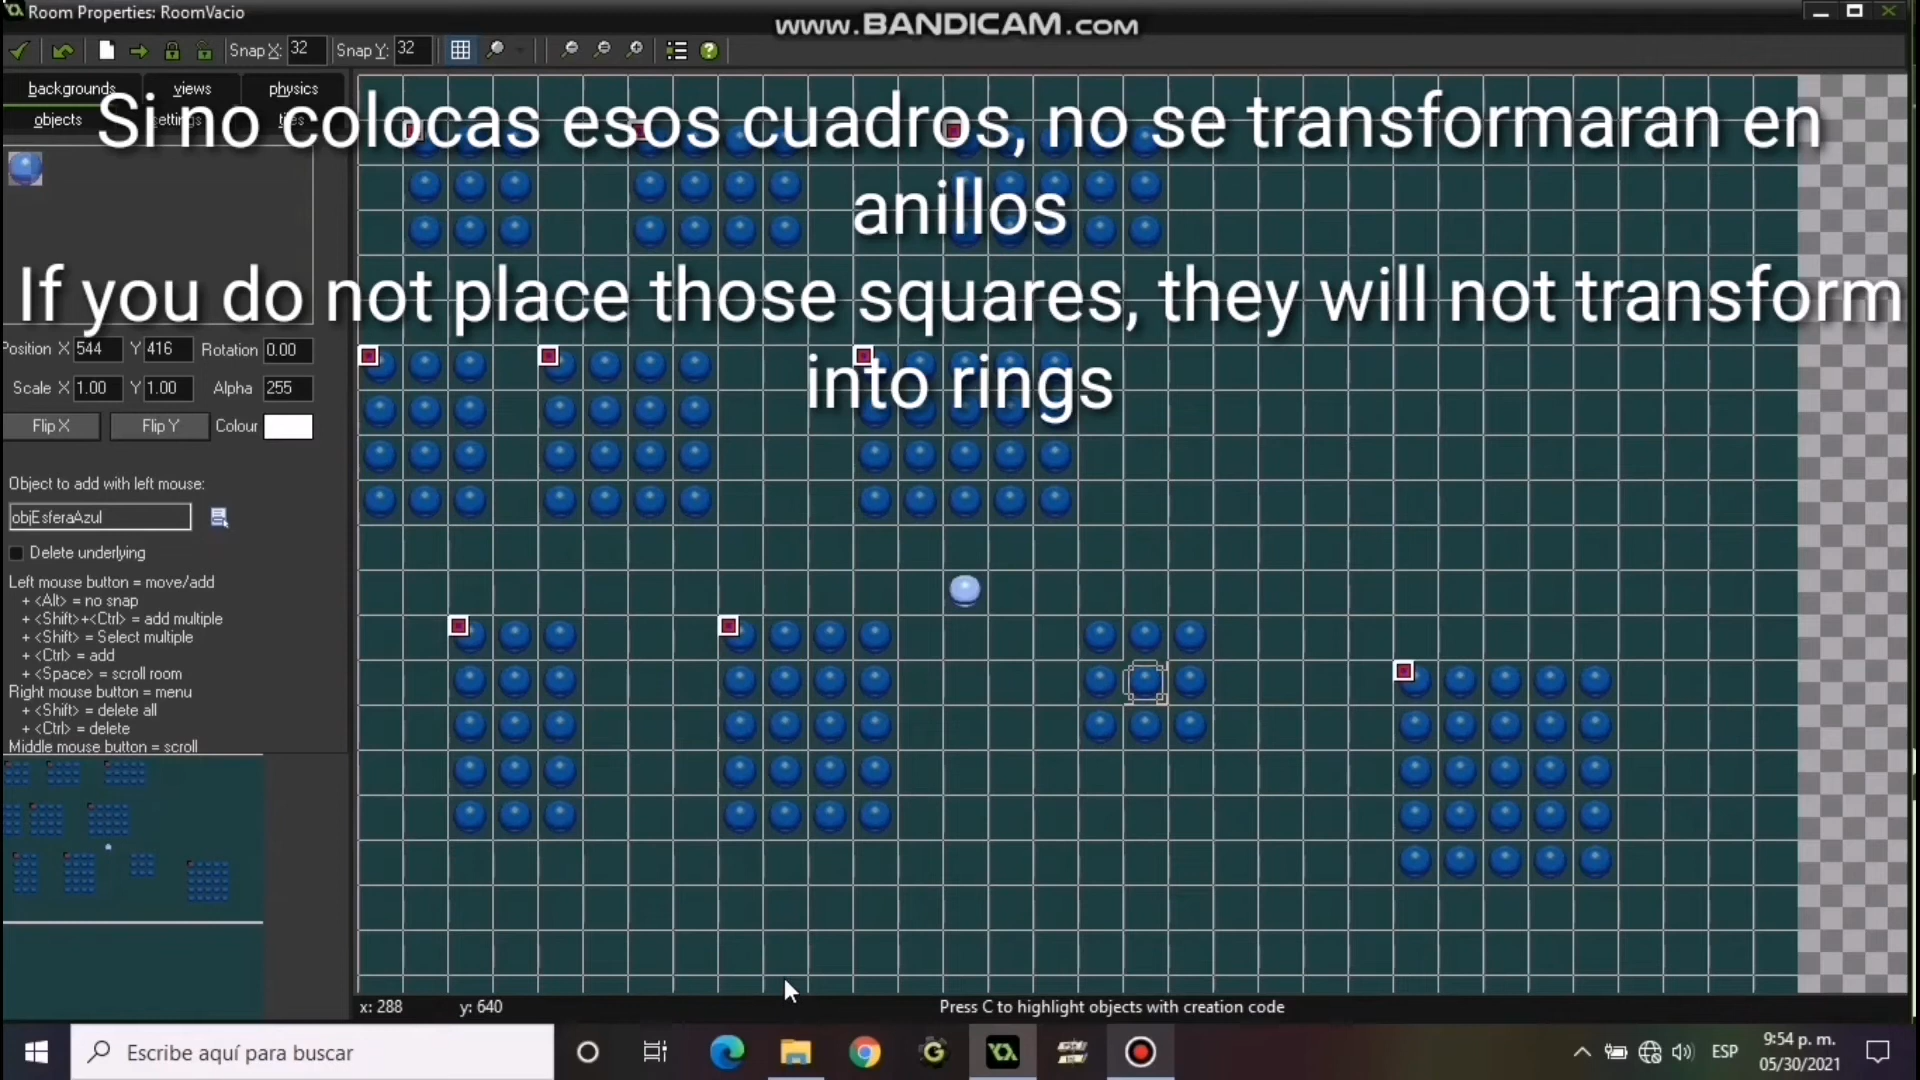 Room Properties: RoomVacio
www.BANDICAM.com
Snap X: 32 Snap Y: 32
backgrounds views physics
objects settings tiles
Si no colocas esos cuadros, no se transformaran en
anillos
If you do not place those squares, they will not transform
into rings
Position X 544 Y 416 Rotation 0.00
Scale X 1.00 Y 1.00 Alpha 255
Flip X Flip Y Colour
Object to add with left mouse:
objEsferaAzul
Delete underlying
Left mouse button = move/add
+ <Alt> = no snap
+ <Shift>+<Ctrl> = add multiple
+ <Shift> = Select multiple
+ <Ctrl> = add
+ <Space> = scroll room
Right mouse button = menu
+ <Shift> = delete all
+ <Ctrl> = delete
Middle mouse button = scroll
x: 288 y: 640 Press C to highlight objects with creation code
Escribe aquí para buscar
ESP
9:54 p. m.
05/30/2021